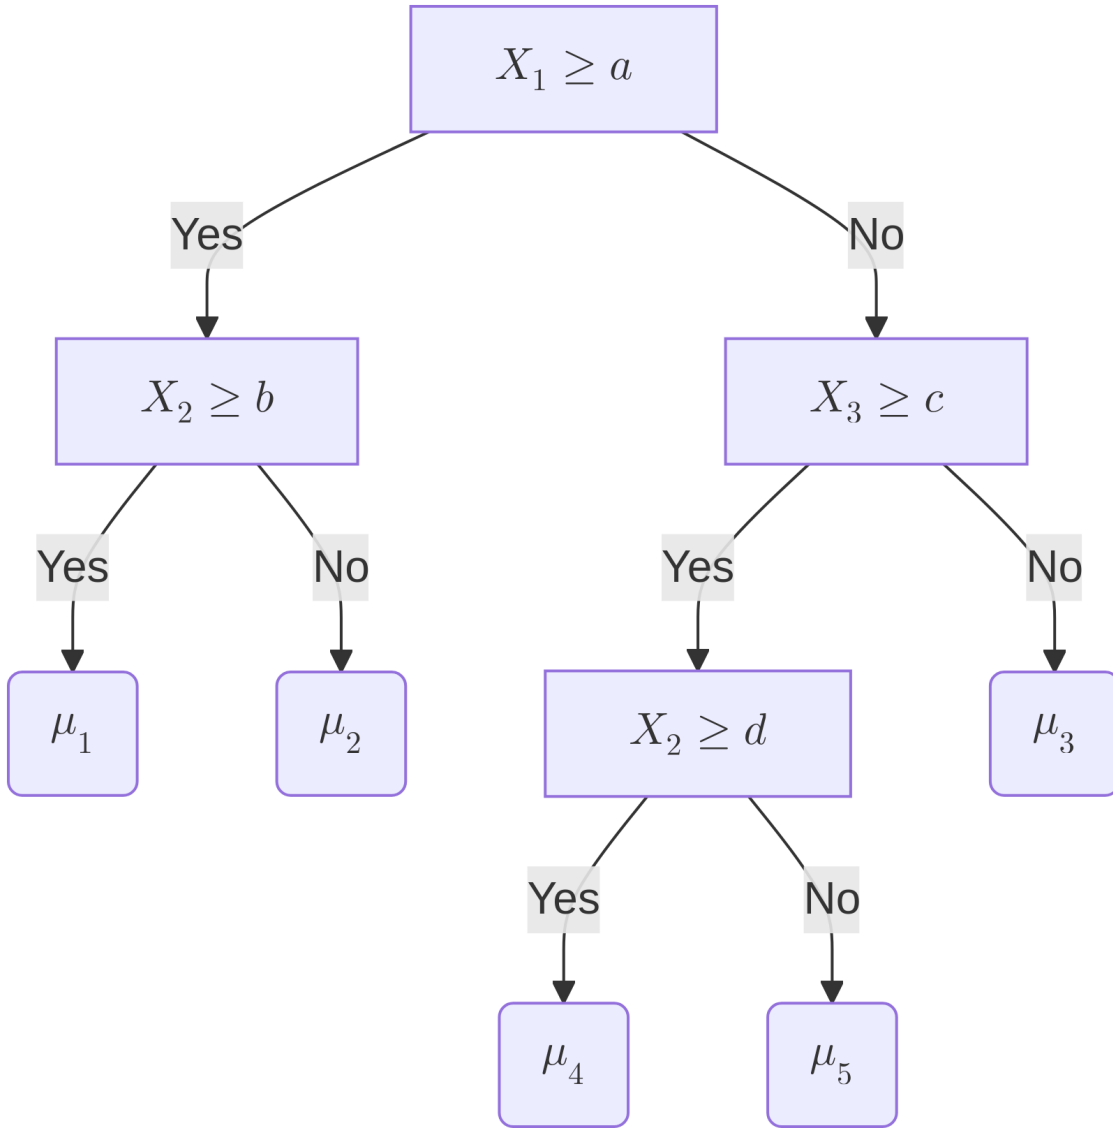 X₁ ≥ a
Yes
No
X₂ ≥ b
X₃ ≥ c
Yes
No
Yes
No
μ₁
μ₂
X₂ ≥ d
μ₃
Yes
No
μ₄
μ₅